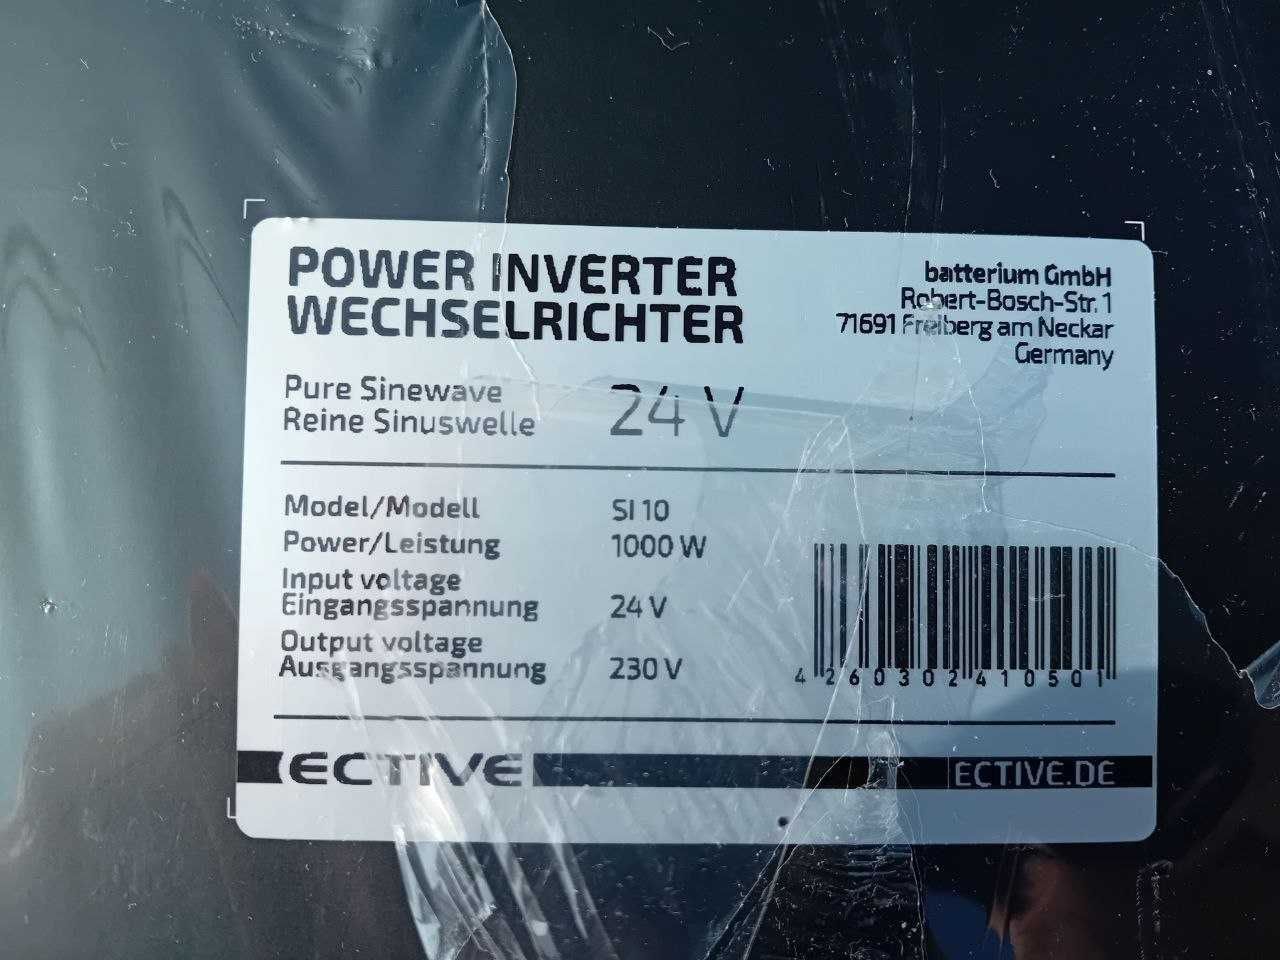 POWER INVERTER
WECHSELRICHTER
batterium GmbH
Robert-Bosch-Str. 1
71691 Freiberg am Neckar
Germany
Pure Sinewave
Reine Sinuswelle
24 V
Model/Modell SI 10
Power/Leistung 1000 W
Input voltage
Eingangsspannung 24 V
Output voltage
Ausgangsspannung 230 V
4 260302 410501
ECTIVE
ECTIVE.DE